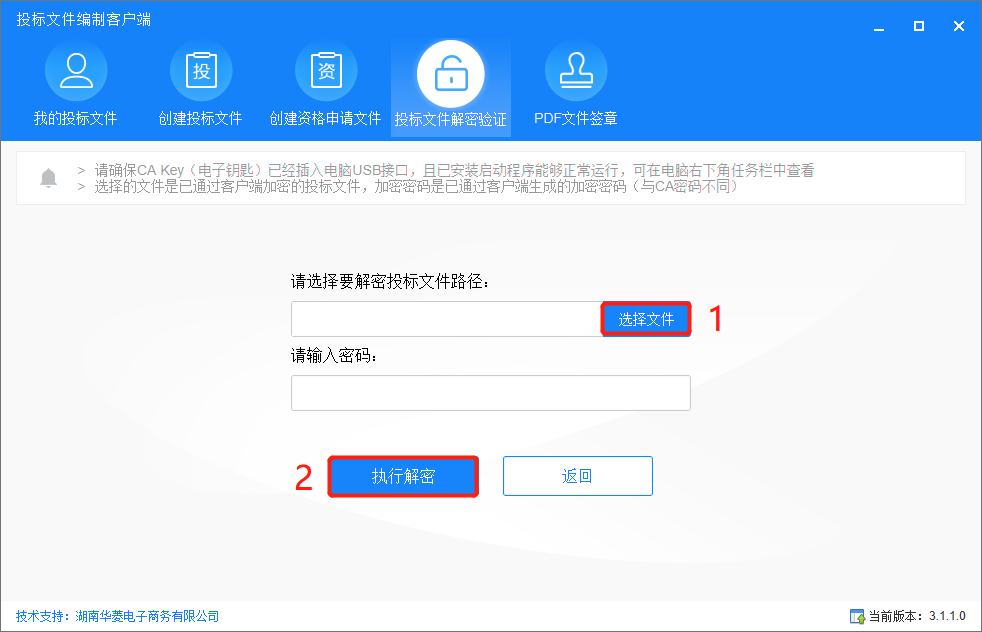 投标文件编制客户端
投
资
我的投标文件
创建投标文件
创建资格申请文件
投标文件解密验证
PDF文件签章
> 请确保CA Key（电子钥匙）已经插入电脑USB接口，且已安装启动程序能够正常运行，可在电脑右下角任务栏中查看
> 选择的文件是已通过客户端加密的投标文件，加密密码是已通过客户端生成的加密密码（与CA密码不同）
请选择要解密投标文件路径：
选择文件
1
请输入密码：
2
执行解密
返回
技术支持：湖南华菱电子商务有限公司
当前版本：3.1.1.0